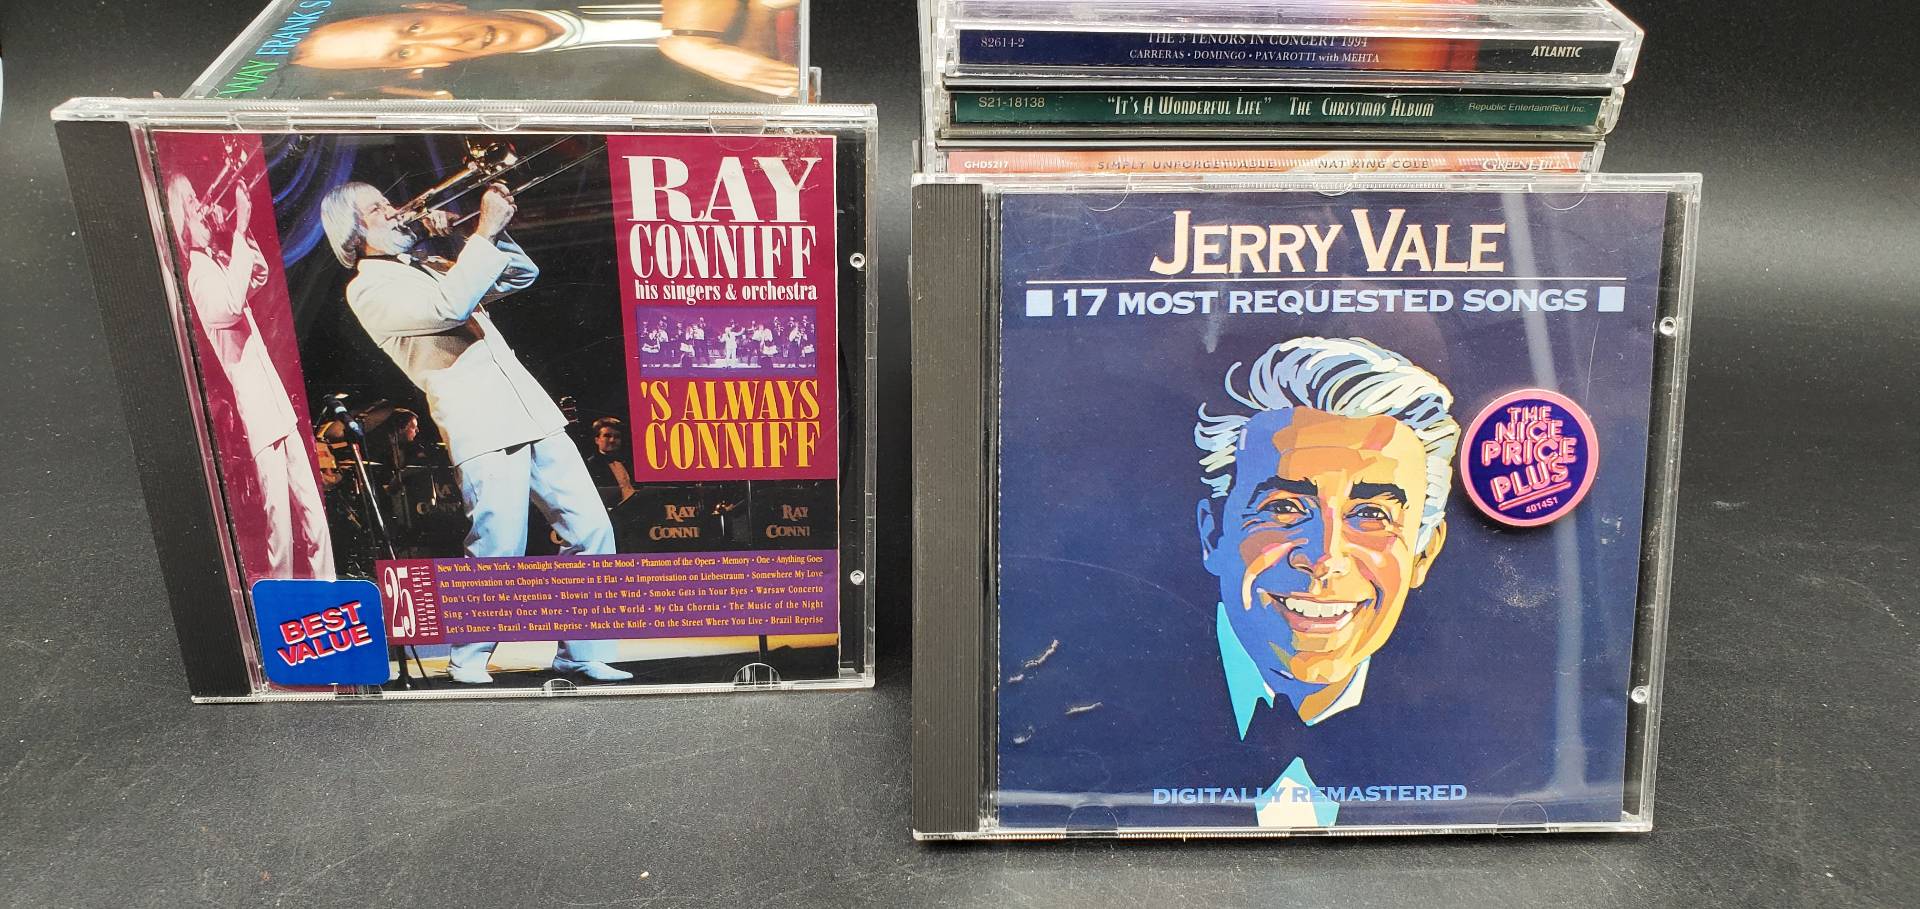 WAY FRANK S
82614-2
THE 3 TENORS IN CONCERT 1994
CARRERAS • DOMINGO • PAVAROTTI with MEHTA
ATLANTIC
S21-18138
"IT'S A WONDERFUL LIFE" THE CHRISTMAS ALBUM
Republic Entertainment Inc.
GHD5217
SIMPLY UNFORGETTABLE
NAT KING COLE
GREEN HILL
RAY
CONNIFF
his singers & orchestra
'S ALWAYS
CONNIFF
RAY
CONNI
RAY
CONNI
25
ORIGINAL NEWLY
RECORDED HITS
New York , New York • Moonlight Serenade • In the Mood • Phantom of the Opera • Memory • One • Anything Goes
An Improvisation on Chopin's Nocturne in E Flat • An Improvisation on Liebestraum • Somewhere My Love
Don't Cry for Me Argentina • Blowin' in the Wind • Smoke Gets in Your Eyes • Warsaw Concerto
Sing • Yesterday Once More • Top of the World • My Cha Chornia • The Music of the Night
Let's Dance • Brazil • Brazil Reprise • Mack the Knife • On the Street Where You Live • Brazil Reprise
BEST
VALUE
JERRY VALE
17 MOST REQUESTED SONGS
THE
NICE
PRICE
PLUS
4014S1
DIGITALLY REMASTERED